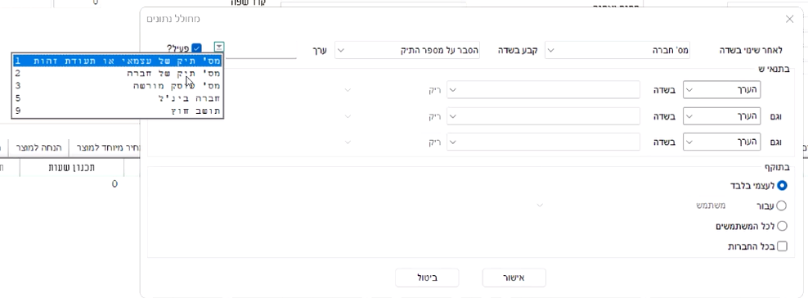 קוד שפה
0
מחולל נתונים
לאחר שינוי בשדה מס' חברה קבע בשדה הסבר על מספר התיק ערך פעיל?
מס' תיק של עצמאי או תעודת זהות 1
מס' תיק של חברה 2
מס' עוסק מורשה 3
חברה בינ'ל 5
תושב חוץ 9
בתנאי ש
הערך בשדה ריק
וגם הערך בשדה ריק
וגם הערך בשדה ריק
מחיר מיוחד למוצר הנחה למוצר
תכנון שעות
0
בתוקף
לעצמי בלבד
עבור משתמש
לכל המשתמשים
בכל החברות
אישור ביטול